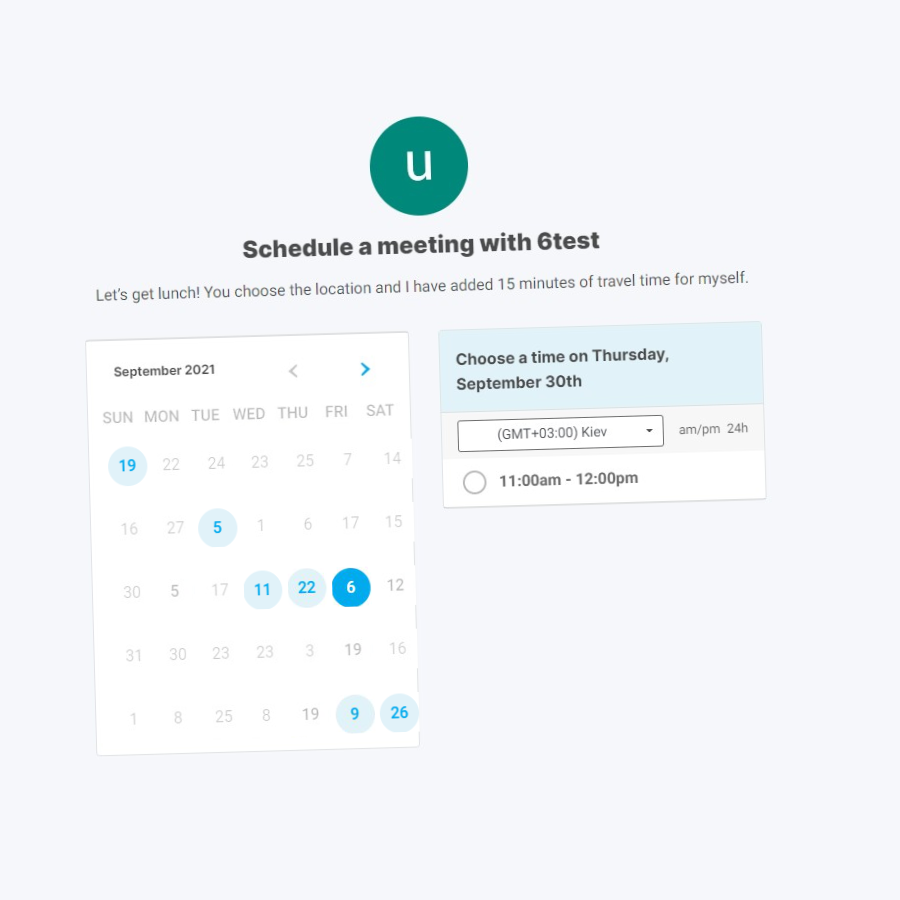 u
Schedule a meeting with 6test
Let's get lunch! You choose the location and I have added 15 minutes of travel time for myself.
September 2021
SUN MON TUE WED THU FRI SAT
19 22 24 23 25 7 14
16 27 5 1 6 17 15
30 5 17 11 22 6 12
31 30 23 23 3 19 16
1 8 25 8 19 9 26
Choose a time on Thursday,
September 30th
(GMT+03:00) Kiev am/pm 24h
11:00am - 12:00pm